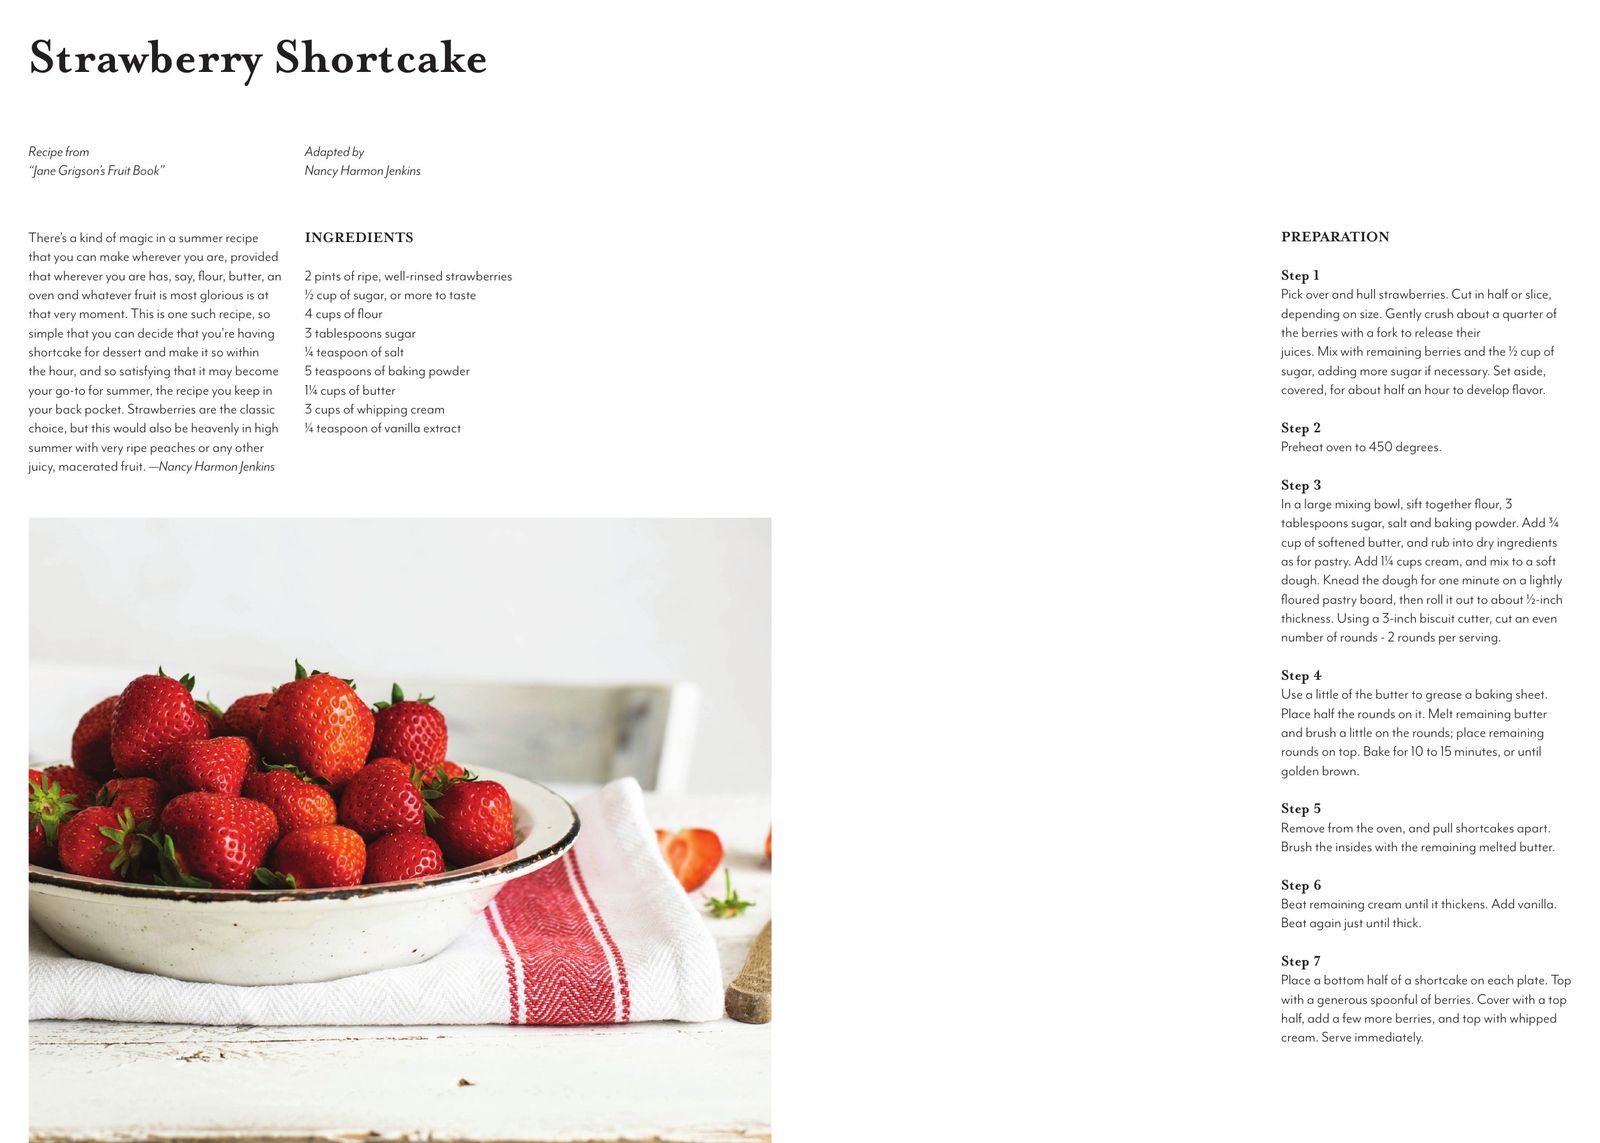 Strawberry Shortcake
Recipe from
“Jane Grigson’s Fruit Book”
Adapted by
Nancy Harmon Jenkins
There’s a kind of magic in a summer recipe
that you can make wherever you are, provided
that wherever you are has, say, flour, butter, an
oven and whatever fruit is most glorious is at
that very moment. This is one such recipe, so
simple that you can decide that you’re having
shortcake for dessert and make it so within
the hour, and so satisfying that it may become
your go-to for summer, the recipe you keep in
your back pocket. Strawberries are the classic
choice, but this would also be heavenly in high
summer with very ripe peaches or any other
juicy, macerated fruit. —Nancy Harmon Jenkins
INGREDIENTS
2 pints of ripe, well-rinsed strawberries
½ cup of sugar, or more to taste
4 cups of flour
3 tablespoons sugar
¼ teaspoon of salt
5 teaspoons of baking powder
1¼ cups of butter
3 cups of whipping cream
¼ teaspoon of vanilla extract
PREPARATION
Step 1
Pick over and hull strawberries. Cut in half or slice,
depending on size. Gently crush about a quarter of
the berries with a fork to release their
juices. Mix with remaining berries and the ½ cup of
sugar, adding more sugar if necessary. Set aside,
covered, for about half an hour to develop flavor.
Step 2
Preheat oven to 450 degrees.
Step 3
In a large mixing bowl, sift together flour, 3
tablespoons sugar, salt and baking powder. Add ¾
cup of softened butter, and rub into dry ingredients
as for pastry. Add 1¼ cups cream, and mix to a soft
dough. Knead the dough for one minute on a lightly
floured pastry board, then roll it out to about ½-inch
thickness. Using a 3-inch biscuit cutter, cut an even
number of rounds - 2 rounds per serving.
Step 4
Use a little of the butter to grease a baking sheet.
Place half the rounds on it. Melt remaining butter
and brush a little on the rounds; place remaining
rounds on top. Bake for 10 to 15 minutes, or until
golden brown.
Step 5
Remove from the oven, and pull shortcakes apart.
Brush the insides with the remaining melted butter.
Step 6
Beat remaining cream until it thickens. Add vanilla.
Beat again just until thick.
Step 7
Place a bottom half of a shortcake on each plate. Top
with a generous spoonful of berries. Cover with a top
half, add a few more berries, and top with whipped
cream. Serve immediately.